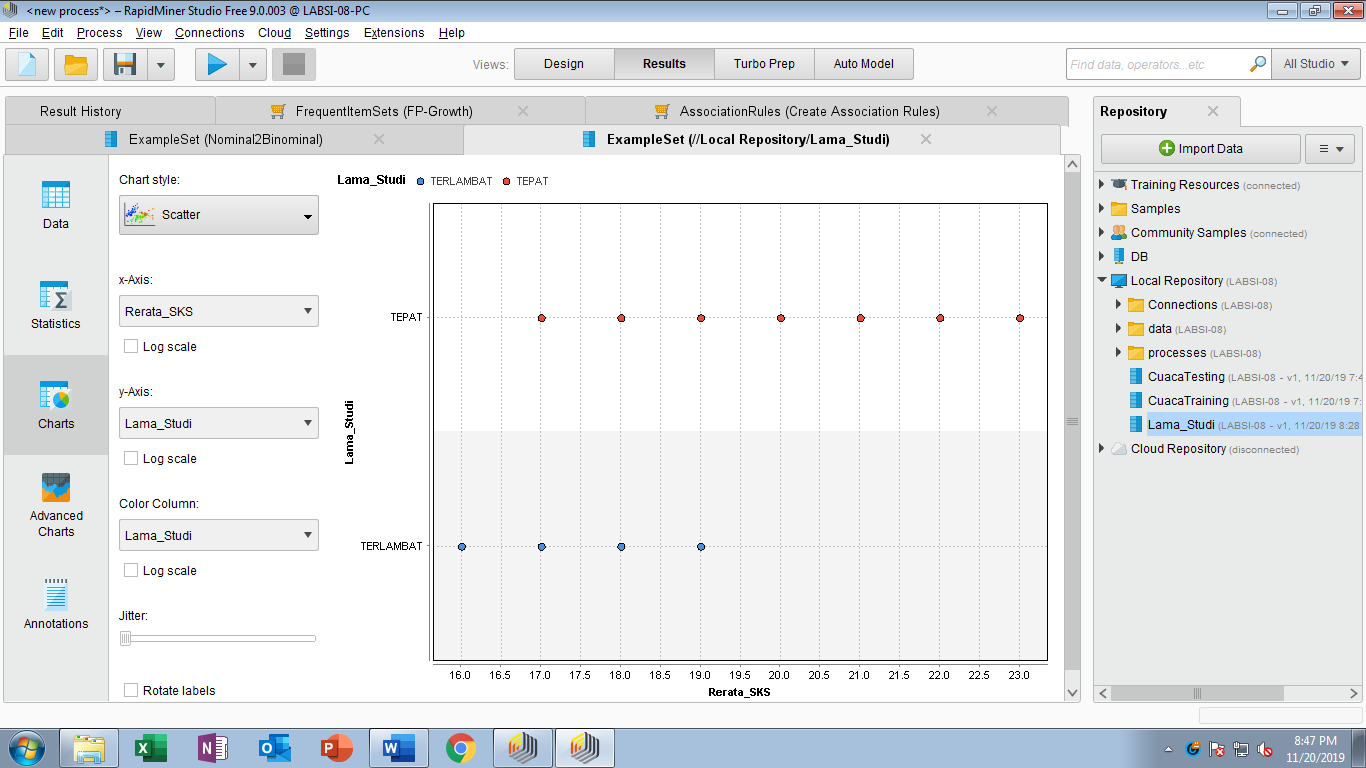 <new process*> – RapidMiner Studio Free 9.0.003 @ LABSI-08-PC
File Edit Process View Connections Cloud Settings Extensions Help
Views: Design Results Turbo Prep Auto Model Find data, operators...etc All Studio
Result History FrequentItemSets (FP-Growth) AssociationRules (Create Association Rules)
ExampleSet (Nominal2Binominal) ExampleSet (//Local Repository/Lama_Studi)
Data
Statistics
Charts
Advanced
Charts
Annotations
Chart style:
Scatter
x-Axis:
Rerata_SKS
Log scale
y-Axis:
Lama_Studi
Log scale
Color Column:
Lama_Studi
Log scale
Jitter:
Rotate labels
Lama_Studi TERLAMBAT TEPAT
TEPAT
Lama_Studi
TERLAMBAT
16.0 16.5 17.0 17.5 18.0 18.5 19.0 19.5 20.0 20.5 21.0 21.5 22.0 22.5 23.0
Rerata_SKS
Repository
Import Data
Training Resources (connected)
Samples
Community Samples (connected)
DB
Local Repository (LABSI-08)
Connections (LABSI-08)
data (LABSI-08)
processes (LABSI-08)
CuacaTesting (LABSI-08 - v1, 11/20/19 7:4
CuacaTraining (LABSI-08 - v1, 11/20/19 7:
Lama_Studi (LABSI-08 - v1, 11/20/19 8:28
Cloud Repository (disconnected)
8:47 PM
11/20/2019